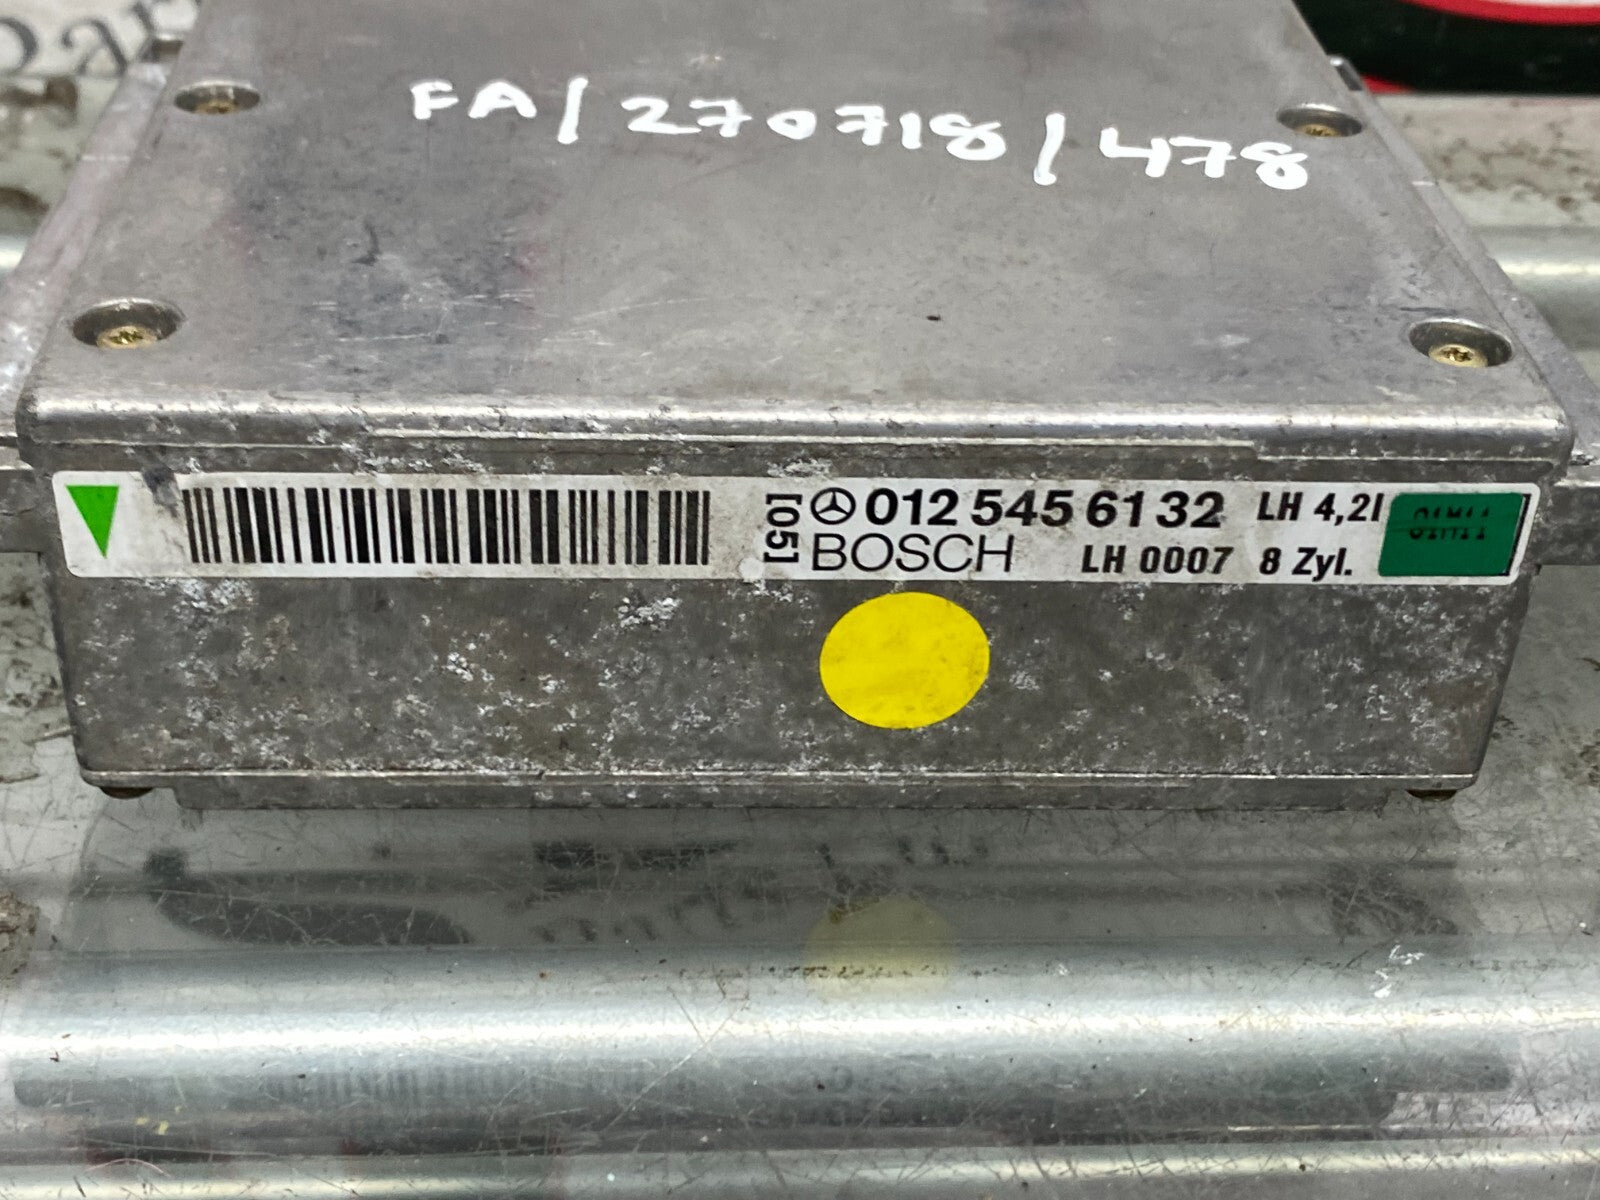 FA/270718/478
[05] 012 545 61 32 LH 4,2l
BOSCH LH 0007 8 Zyl.